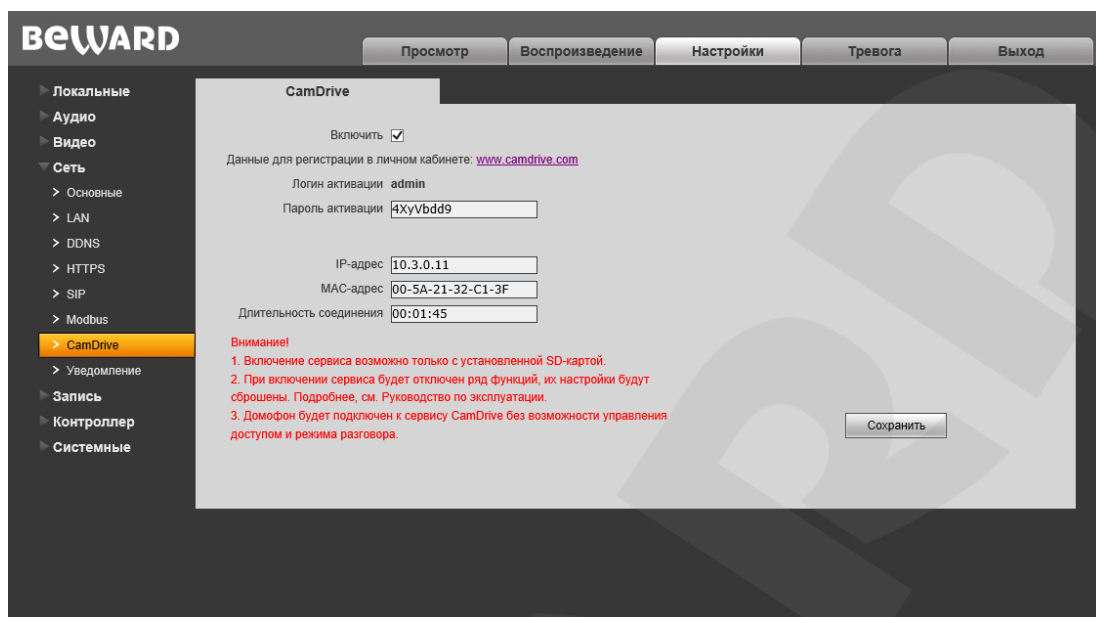 BEWARD
Просмотр
Воспроизведение
Настройки
Тревога
Выход
Локальные
Аудио
Видео
Сеть
Основные
LAN
DDNS
HTTPS
SIP
Modbus
CamDrive
Уведомление
Запись
Контроллер
Системные
CamDrive
Включить
Данные для регистрации в личном кабинете: www.camdrive.com
Логин активации admin
Пароль активации 4XyVbdd9
IP-адрес 10.3.0.11
MAC-адрес 00-5A-21-32-C1-3F
Длительность соединения 00:01:45
Внимание!
1. Включение сервиса возможно только с установленной SD-картой.
2. При включении сервиса будет отключен ряд функций, их настройки будут
сброшены. Подробнее, см. Руководство по эксплуатации.
3. Домофон будет подключен к сервису CamDrive без возможности управления
доступом и режима разговора.
Сохранить